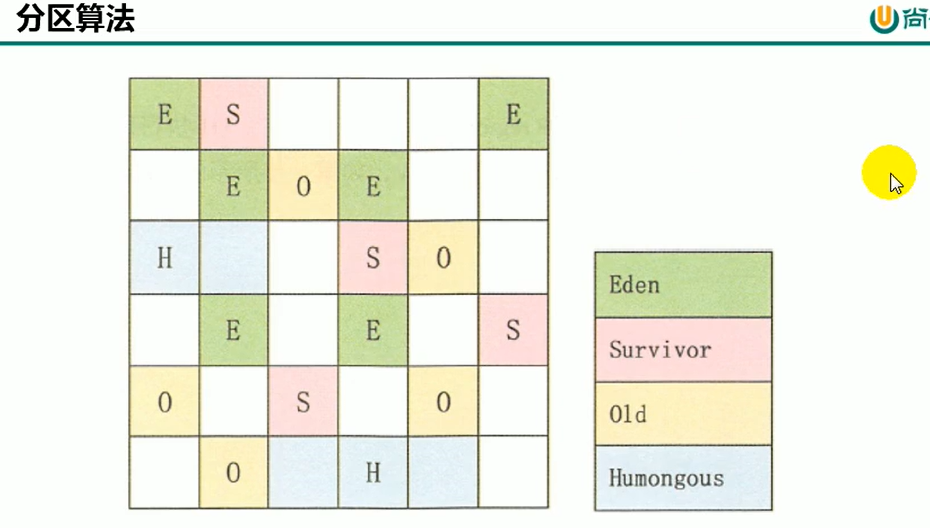 分区算法
尚
E S E
E O E
H S O
E E S
O S O
O H
Eden
Survivor
Old
Humongous